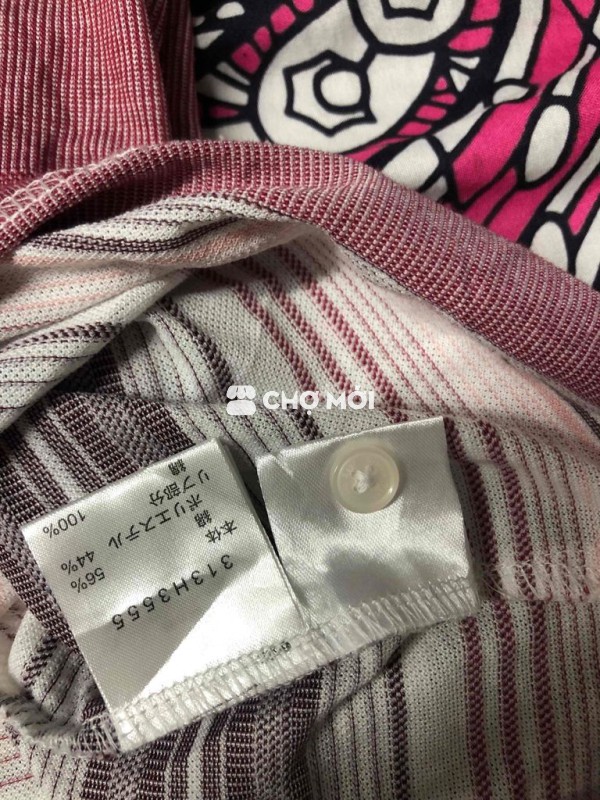 CHỢ MỚI
313H3555
本体
綿 56%
ポリエステル 44%
リブ部分
綿 100%